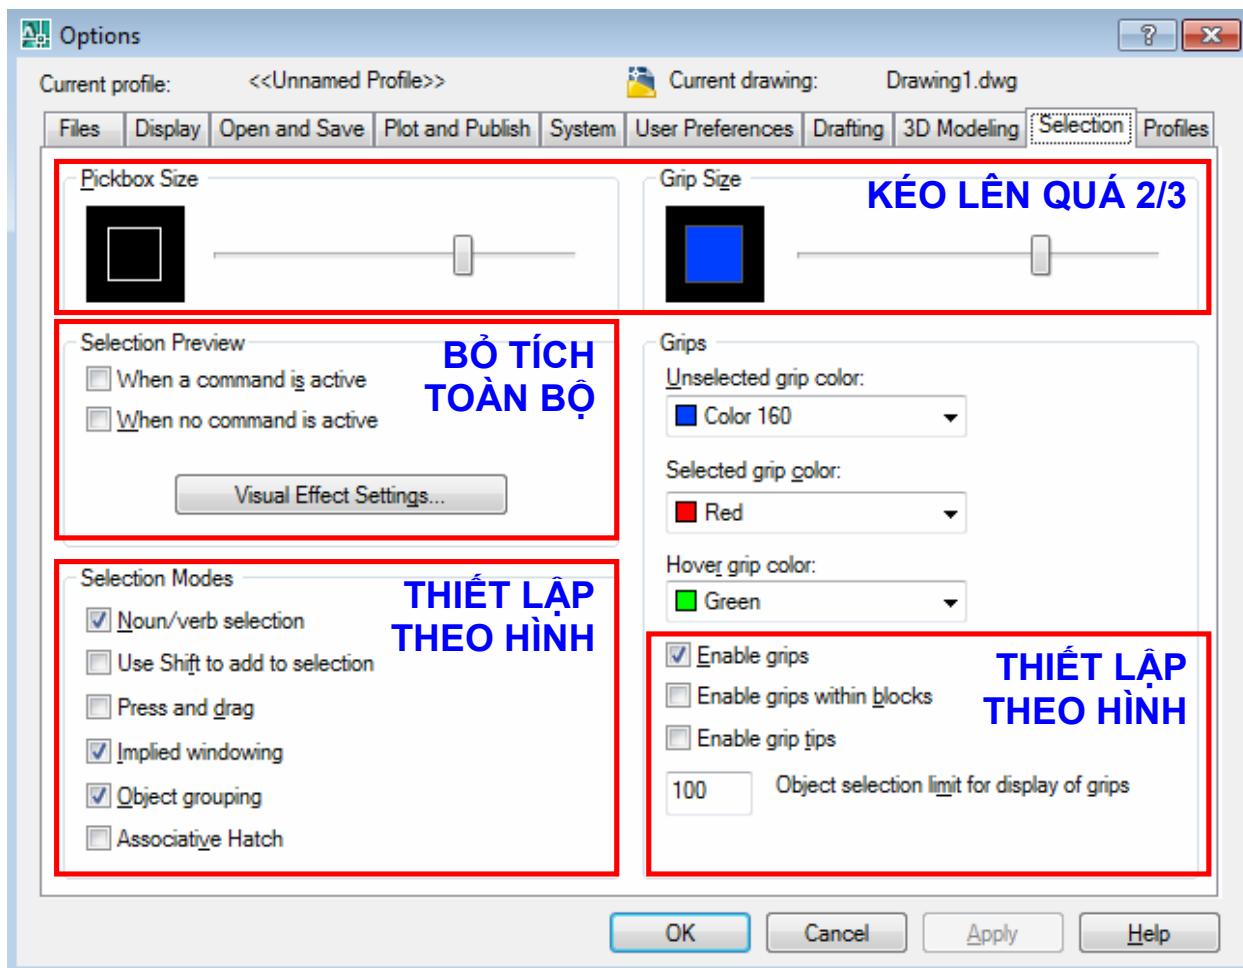 Options
Current profile: <<Unnamed Profile>> Current drawing: Drawing1.dwg
Files Display Open and Save Plot and Publish System User Preferences Drafting 3D Modeling Selection Profiles
Pickbox Size
Grip Size
KÉO LÊN QUÁ 2/3
Selection Preview
BỎ TÍCH
TOÀN BỘ
When a command is active
When no command is active
Visual Effect Settings...
Selection Modes
THIẾT LẬP
THEO HÌNH
Noun/verb selection
Use Shift to add to selection
Press and drag
Implied windowing
Object grouping
Associative Hatch
Grips
Unselected grip color:
Color 160
Selected grip color:
Red
Hover grip color:
Green
Enable grips
THIẾT LẬP
THEO HÌNH
Enable grips within blocks
Enable grip tips
100 Object selection limit for display of grips
OK Cancel Apply Help